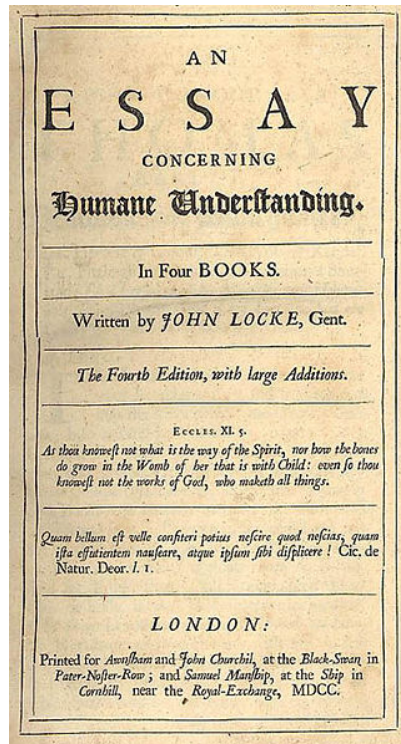 AN
ESSAY
CONCERNING
Humane Understanding.
In Four BOOKS.
Written by JOHN LOCKE, Gent.
The Fourth Edition, with large Additions.
ECCLES. XI. 5.
As thou knoweſt not what is the way of the Spirit, nor how the bones
do grow in the Womb of her that is with Child: even ſo thou
knoweſt not the works of God, who maketh all things.
Quam bellum eſt velle confiteri potius neſcire quod neſcias, quam
iſta effutientem nauſeare, atque ipſum ſibi diſplicere! Cic. de
Natur. Deor. l. 1.
LONDON:
Printed for Awnſham and John Churchil, at the Black-Swan in
Pater-Noſter-Row; and Samuel Manſhip, at the Ship in
Cornhill, near the Royal-Exchange, MDCC.